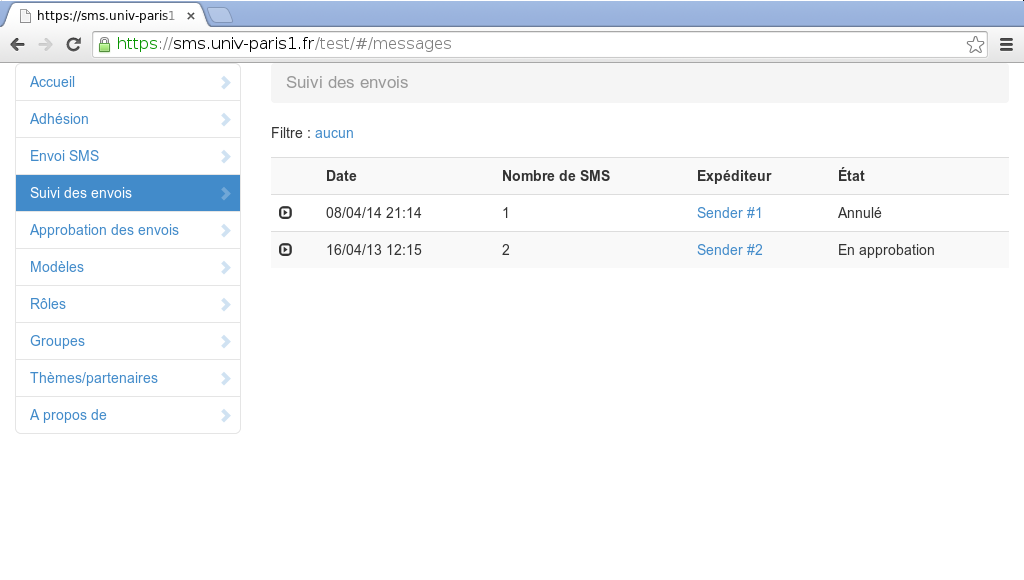 https://sms.univ-paris1
https://sms.univ-paris1.fr/test/#/messages
Accueil
Adhésion
Envoi SMS
Suivi des envois
Approbation des envois
Modèles
Rôles
Groupes
Thèmes/partenaires
A propos de
Suivi des envois
Filtre : aucun
Date Nombre de SMS Expéditeur État
08/04/14 21:14 1 Sender #1 Annulé
16/04/13 12:15 2 Sender #2 En approbation